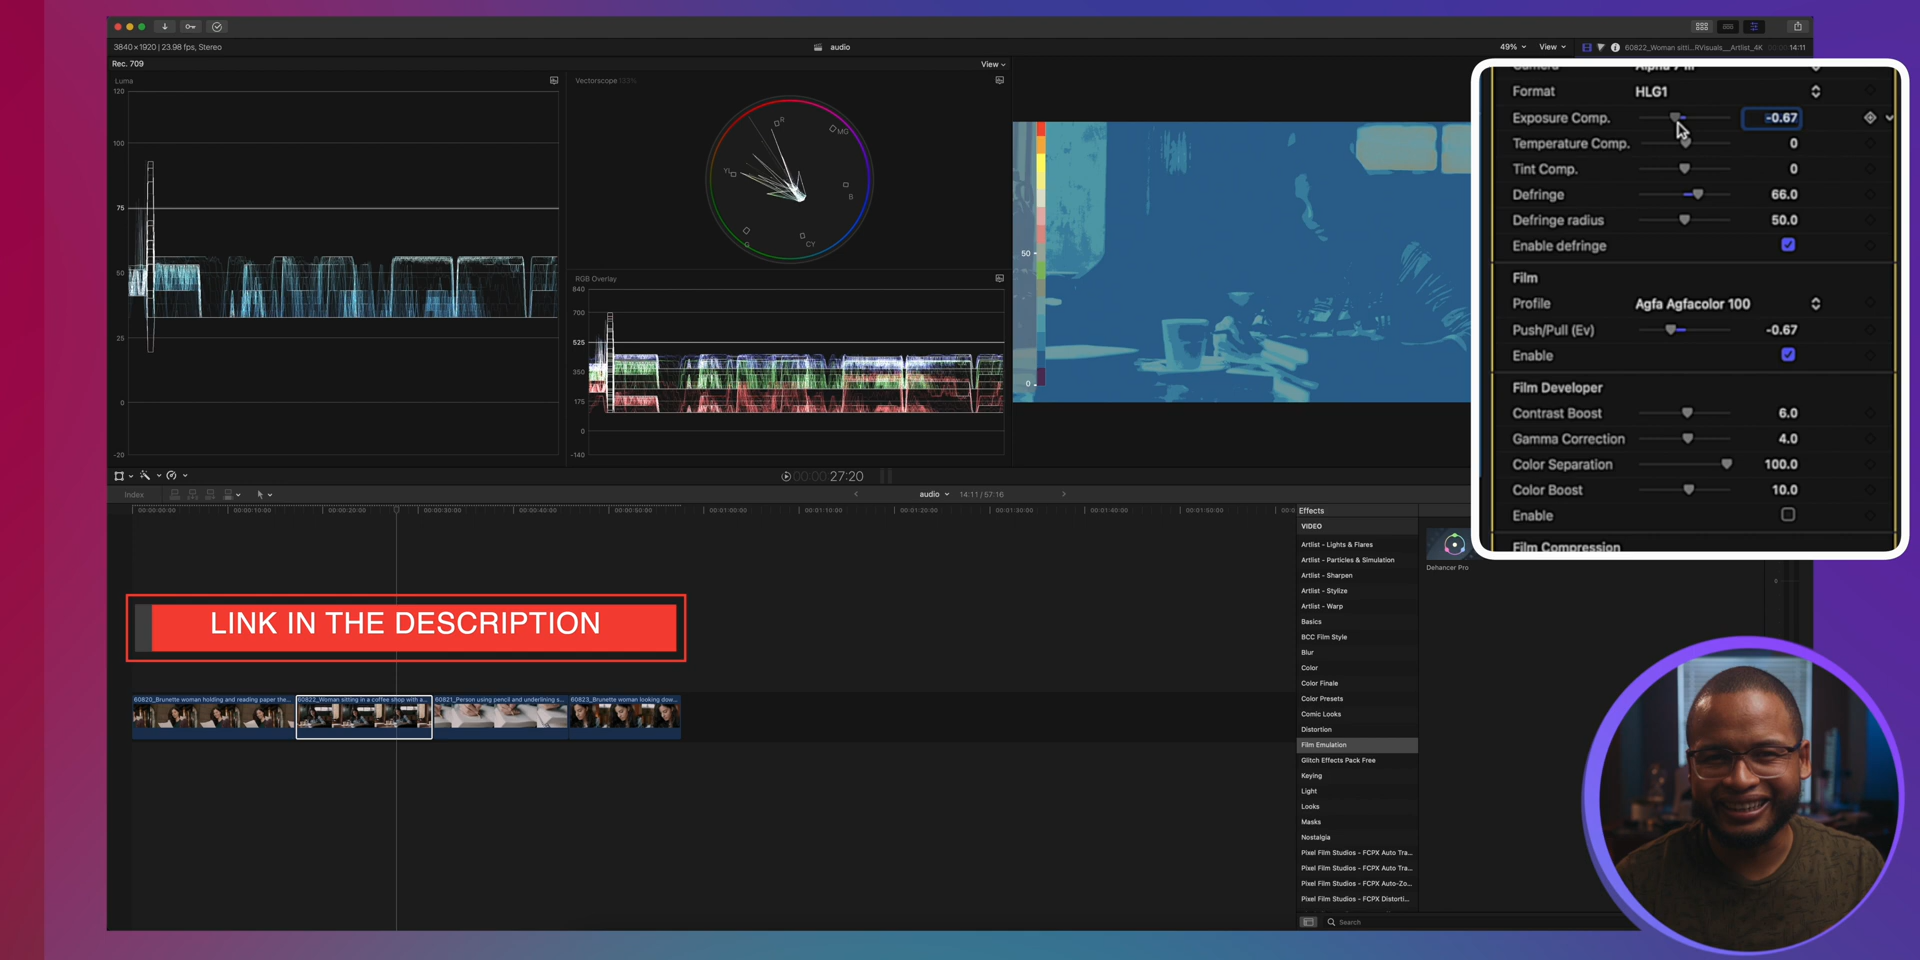 3840×1920 | 23.98 fps, Stereo
audio
49%
View
60822_Woman sitti...RVisuals__Artlist_4K
14:11
Rec. 709
View
Luma
120
100
75
50
25
0
-20
Vectorscope 133%
R
MG
YL
B
G
CY
RGB Overlay
840
700
525
350
175
0
-140
50
0
Format
HLG1
Exposure Comp.
-0.67
Temperature Comp.
0
Tint Comp.
0
Defringe
66.0
Defringe radius
50.0
Enable defringe
Film
Profile
Agfa Agfacolor 100
Push/Pull (Ev)
-0.67
Enable
Film Developer
Contrast Boost
6.0
Gamma Correction
4.0
Color Separation
100.0
Color Boost
10.0
Enable
Film Compression
00:00:27:20
Index
audio
14:11 / 57:16
00:00:00:00
00:00:10:00
00:00:20:00
00:00:30:00
00:00:40:00
00:00:50:00
00:01:00:00
00:01:10:00
00:01:20:00
00:01:30:00
00:01:40:00
00:01:50:00
LINK IN THE DESCRIPTION
60820_Brunette woman holding and reading paper the...
60822_Woman sitting in a coffee shop with a...
60821_Person using pencil and underlining s...
60823_Brunette woman looking dow...
Effects
VIDEO
Artlist - Lights & Flares
Artlist - Particles & Simulation
Artlist - Sharpen
Artlist - Stylize
Artlist - Warp
Basics
BCC Film Style
Blur
Color
Color Finale
Color Presets
Comic Looks
Distortion
Film Emulation
Glitch Effects Pack Free
Keying
Light
Looks
Masks
Nostalgia
Pixel Film Studios - FCPX Auto Tra...
Pixel Film Studios - FCPX Auto Tra...
Pixel Film Studios - FCPX Auto-Zo...
Pixel Film Studios - FCPX Distorti...
Dehancer Pro
Search